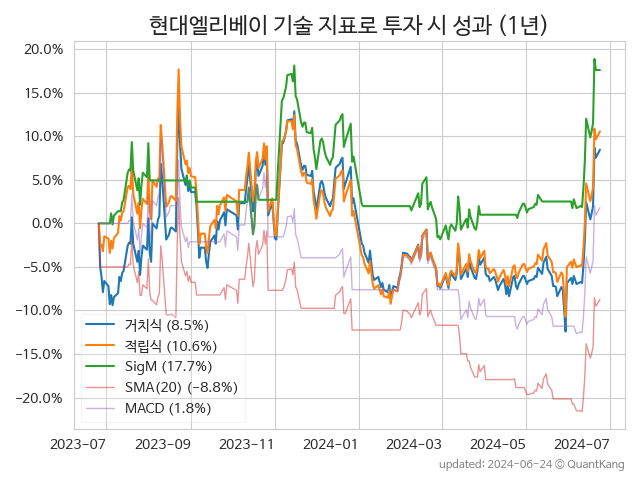 현대엘리베이 기술 지표로 투자 시 성과 (1년)
20.0%
15.0%
10.0%
5.0%
0.0%
−5.0%
−10.0%
−15.0%
−20.0%
거치식 (8.5%)
적립식 (10.6%)
SigM (17.7%)
SMA(20) (−8.8%)
MACD (1.8%)
2023-07 2023-09 2023-11 2024-01 2024-03 2024-05 2024-07
updated: 2024-06-24 ⓒ QuantKang